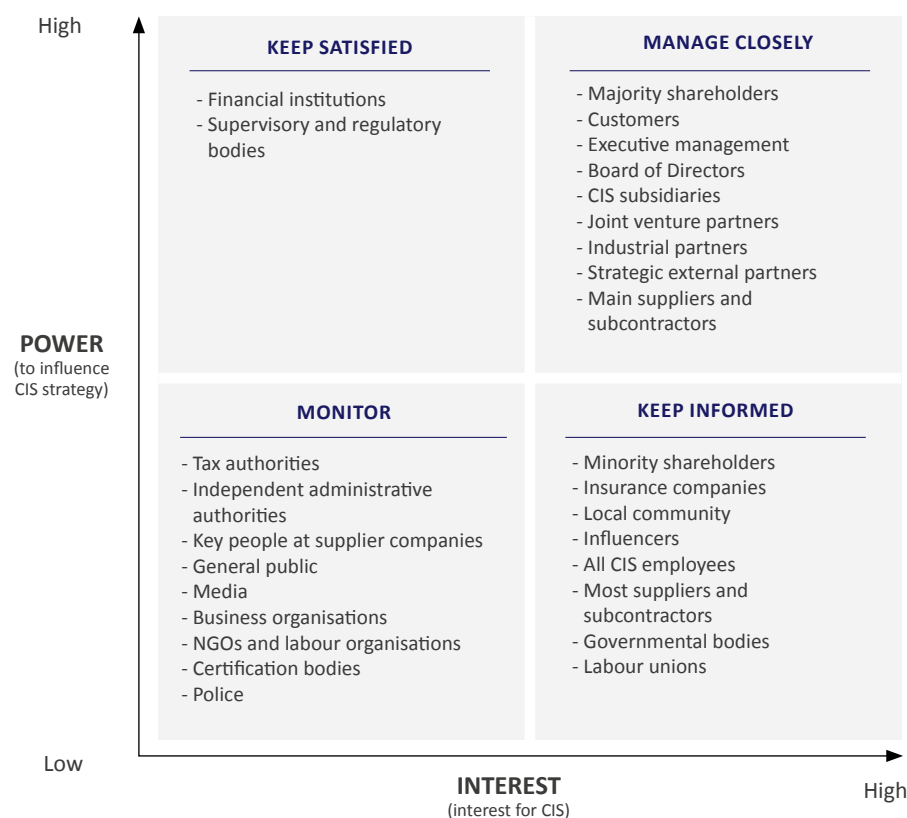 High
KEEP SATISFIED
- Financial institutions
- Supervisory and regulatory
bodies
MANAGE CLOSELY
- Majority shareholders
- Customers
- Executive management
- Board of Directors
- CIS subsidiaries
- Joint venture partners
- Industrial partners
- Strategic external partners
- Main suppliers and
subcontractors
POWER
(to influence
CIS strategy)
MONITOR
- Tax authorities
- Independent administrative
authorities
- Key people at supplier companies
- General public
- Media
- Business organisations
- NGOs and labour organisations
- Certification bodies
- Police
KEEP INFORMED
- Minority shareholders
- Insurance companies
- Local community
- Influencers
- All CIS employees
- Most suppliers and
subcontractors
- Governmental bodies
- Labour unions
Low
INTEREST
(interest for CIS)
High